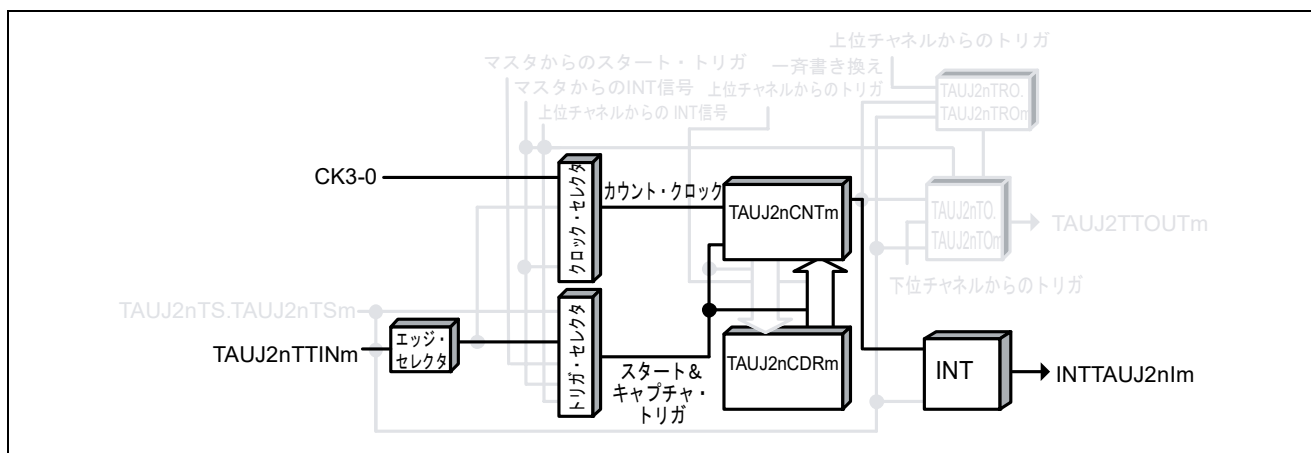 上位チャネルからのトリガ
マスタからのスタート・トリガ
一斉書き換え
マスタからのINT信号
上位チャネルからのトリガ
上位チャネルからの INT信号
TAUJ2nTRO.
TAUJ2nTROm
CK3-0
クロック・セレクタ
カウント・クロック
TAUJ2nCNTm
TAUJ2nTO.
TAUJ2nTOm
TAUJ2TTOUTm
下位チャネルからのトリガ
TAUJ2nTS.TAUJ2nTSm
TAUJ2nTTINm
エッジ・
セレクタ
トリガ・セレクタ
スタート&
キャプチャ・
トリガ
TAUJ2nCDRm
INT
INTTAUJ2nIm